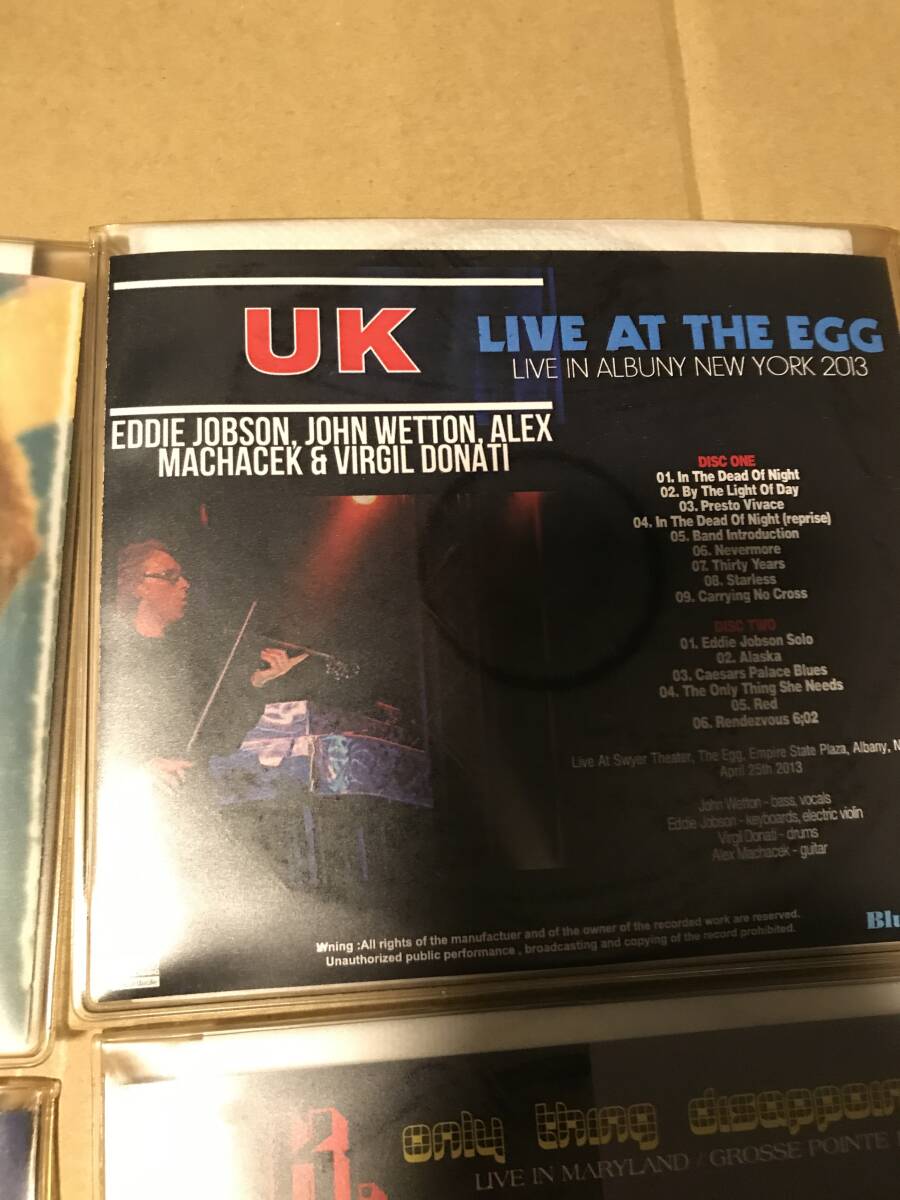 UK
LIVE AT THE EGG
LIVE IN ALBUNY NEW YORK 2013
EDDIE JOBSON, JOHN WETTON, ALEX
MACHACEK & VIRGIL DONATI
DISC ONE
01. In The Dead Of Night
02. By The Light Of Day
03. Presto Vivace
04. In The Dead Of Night (reprise)
05. Band Introduction
06. Nevermore
07. Thirty Years
08. Starless
09. Carrying No Cross
DISC TWO
01. Eddie Jobson Solo
02. Alaska
03. Caesars Palace Blues
04. The Only Thing She Needs
05. Red
06. Rendezvous 6;02
Live At Swyer Theater, The Egg, Empire State Plaza, Albany, N
April 25th 2013
John Wetton - bass, vocals
Eddie Jobson - keyboards, electric violin
Virgil Donati - drums
Alex Machacek - guitar
Blu
Wning :All rights of the manufactuer and of the owner of the recorded work are reserved.
Unauthorized public performance , broadcasting and copying of the record prohibited.
only thing disappoin
LIVE IN MARYLAND / GROSSE POINTE